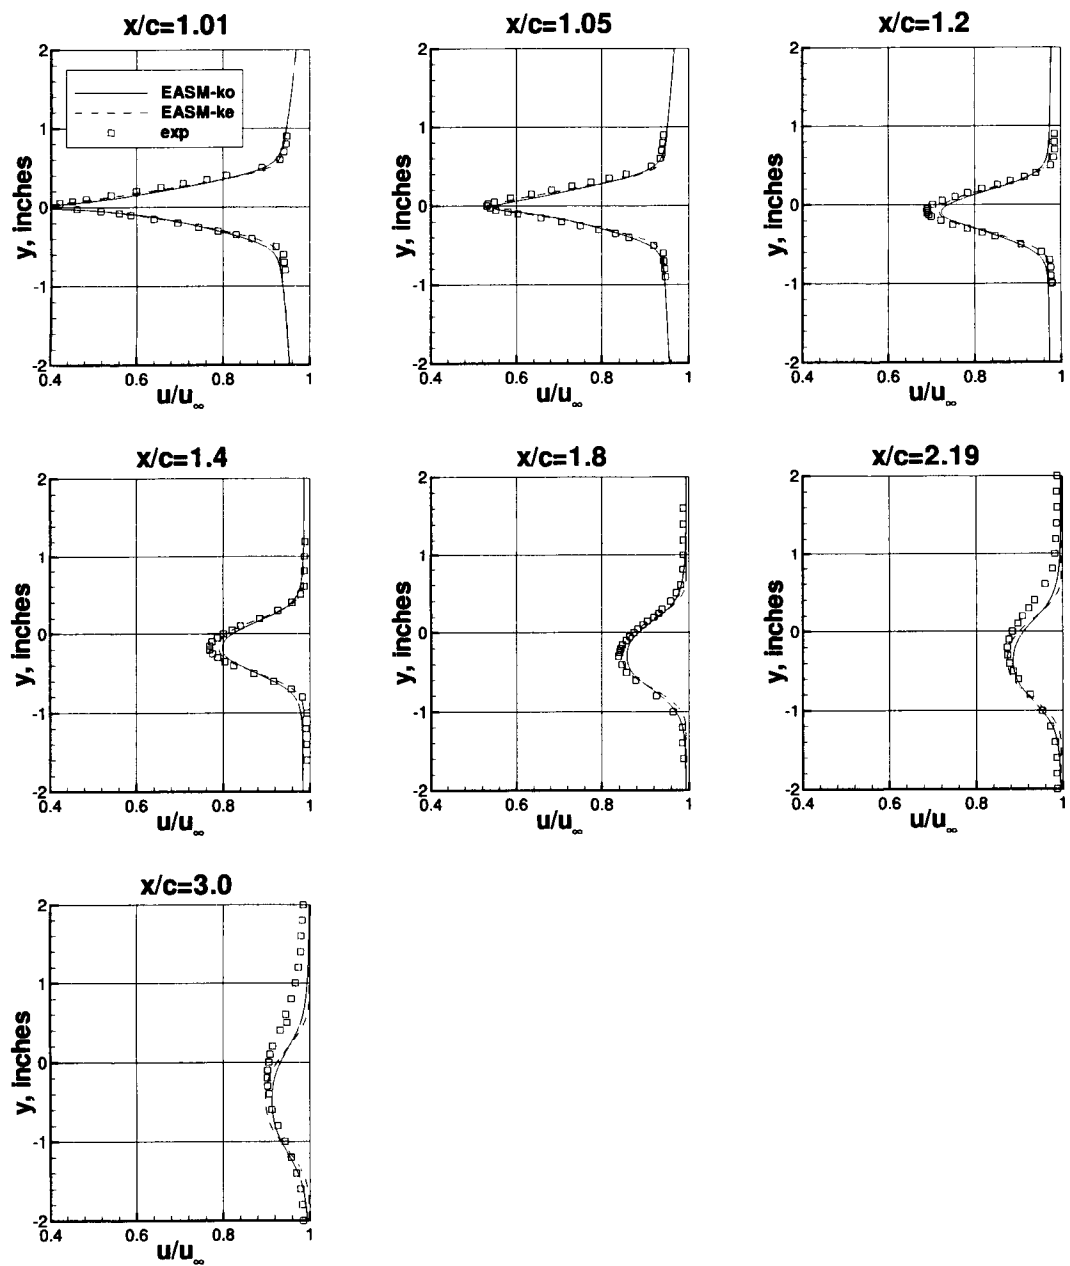 x/c=1.01
2
1
0
-1
-2
y, inches
EASM-ko
EASM-ke
exp
0.4
0.6
0.8
1
u/u∞
x/c=1.05
2
1
0
-1
-2
y, inches
0.4
0.6
0.8
1
u/u∞
x/c=1.2
2
1
0
-1
-2
y, inches
0.4
0.6
0.8
1
u/u∞
x/c=1.4
2
1
0
-1
-2
y, inches
0.4
0.6
0.8
1
u/u∞
x/c=1.8
2
1
0
-1
-2
y, inches
0.4
0.6
0.8
1
u/u∞
x/c=2.19
2
1
0
-1
-2
y, inches
0.4
0.6
0.8
1
u/u∞
x/c=3.0
2
1
0
-1
-2
y, inches
0.4
0.6
0.8
1
u/u∞